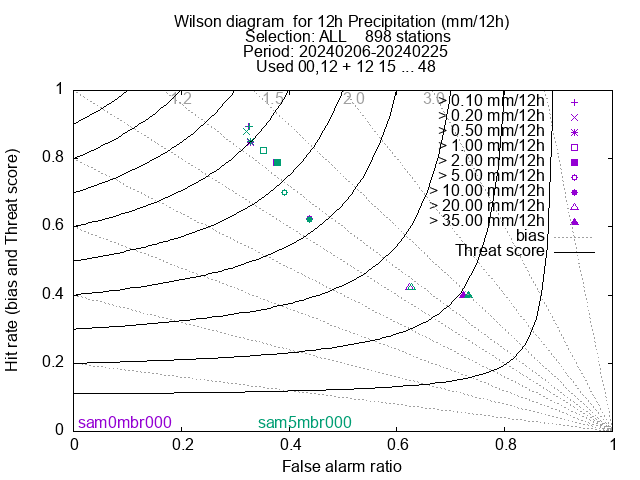 Wilson diagram  for 12h Precipitation (mm/12h)
Selection: ALL    898 stations
Period: 20240206-20240225
Used 00,12 + 12 15 ... 48
1.2
1.5
2.0
3.0
> 0.10 mm/12h
> 0.20 mm/12h
> 0.50 mm/12h
> 1.00 mm/12h
> 2.00 mm/12h
> 5.00 mm/12h
> 10.00 mm/12h
> 20.00 mm/12h
> 35.00 mm/12h
bias
Threat score
Hit rate (bias and Threat score)
1
0.8
0.6
0.4
0.2
0
sam0mbr000
sam5mbr000
0
0.2
0.4
0.6
0.8
1
False alarm ratio